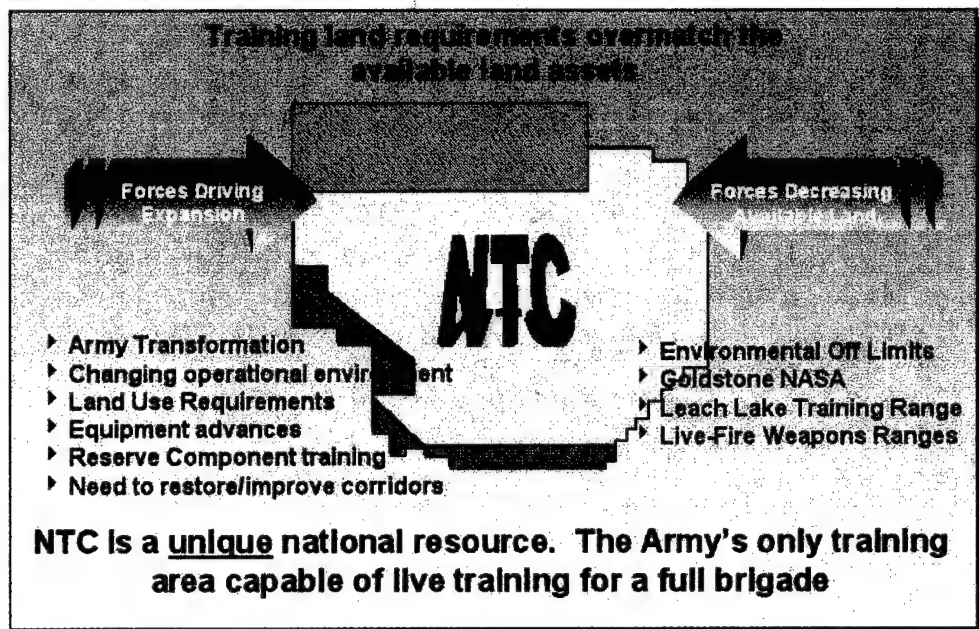 Training land requirements overmatch the
available land assets
Forces Driving
Expansion
Forces Decreasing
Available Land
NTC
Army Transformation
Changing operational environment
Land Use Requirements
Equipment advances
Reserve Component training
Need to restore/improve corridors
Environmental Off Limits
Goldstone NASA
Leach Lake Training Range
Live-Fire Weapons Ranges
NTC is a unique national resource. The Army's only training
area capable of live training for a full brigade